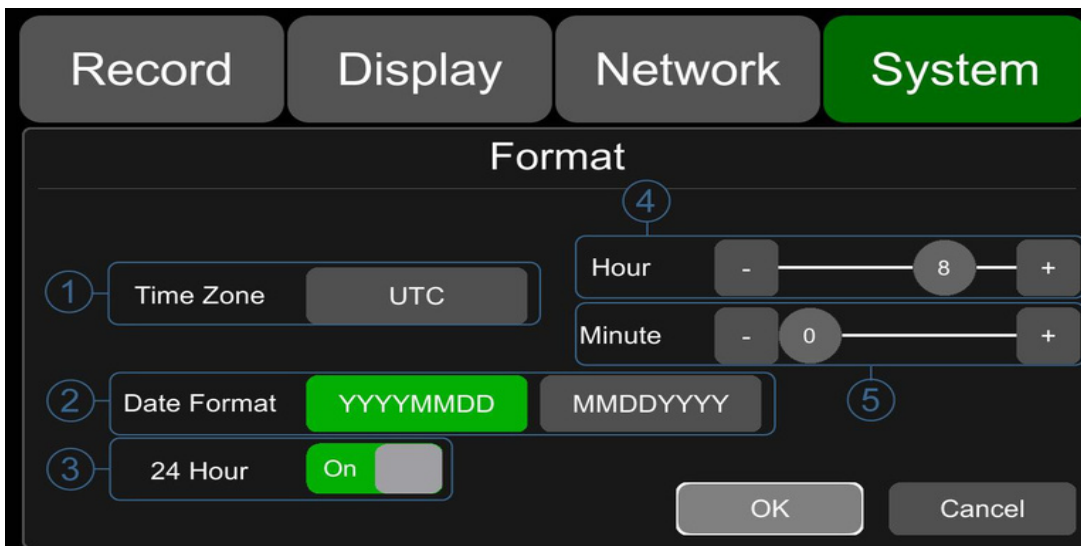 Record Display Network System
Format
4
Hour - 8 +
1 Time Zone UTC
Minute - 0 +
2 Date Format YYYYMMDD MMDDYYYY 5
3 24 Hour On
OK Cancel